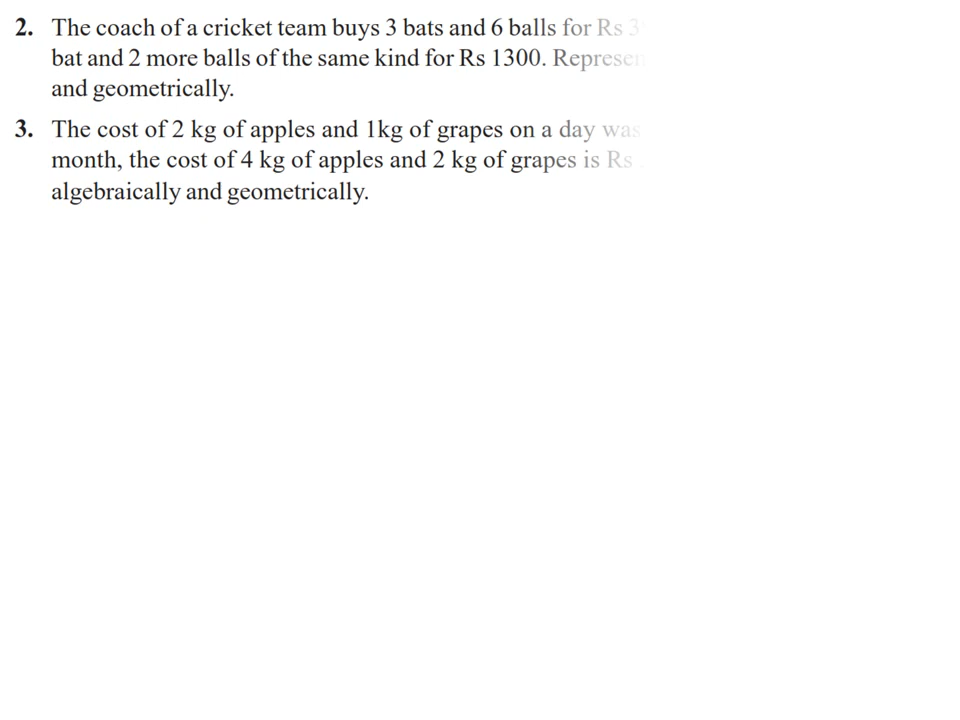 2. The coach of a cricket team buys 3 bats and 6 balls for Rs
bat and 2 more balls of the same kind for Rs 1300.
and geometrically.
3. The cost of 2 kg of apples and 1kg of grapes on a day was
month, the cost of 4 kg of apples and 2 kg of grapes is Rs
algebraically and geometrically.